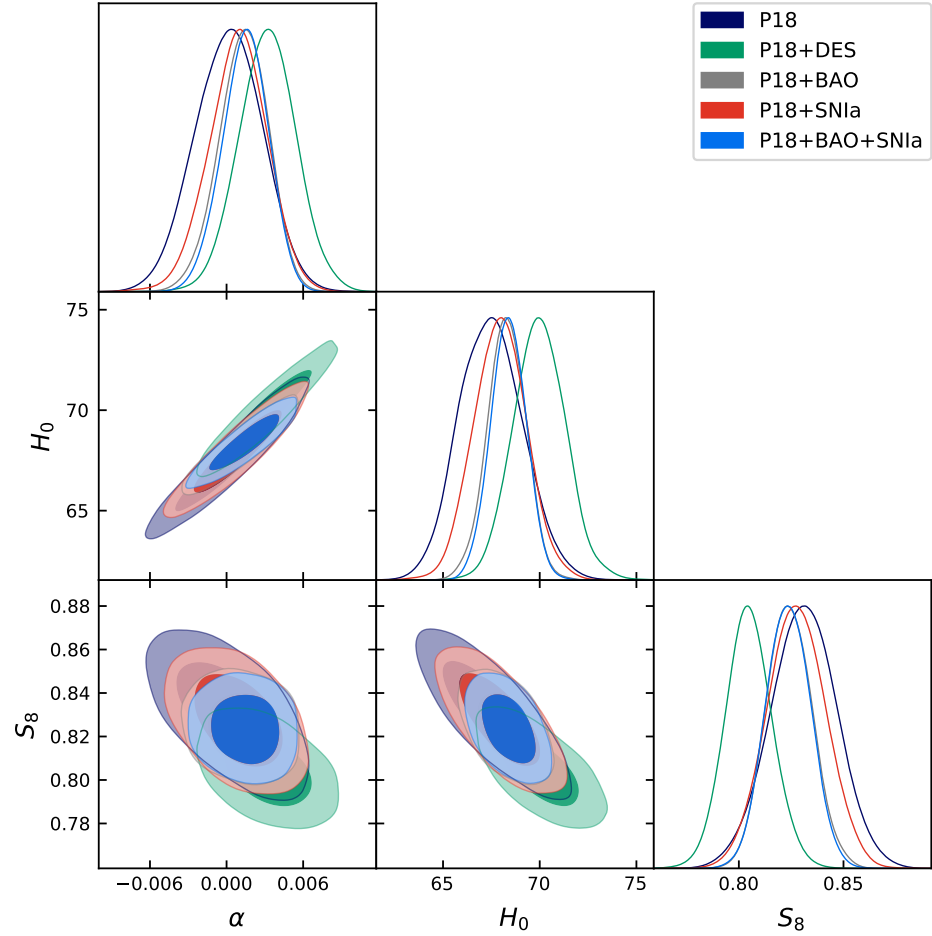 P18
P18+DES
P18+BAO
P18+SNIa
P18+BAO+SNIa
75
70
65
H₀
0.88
0.86
0.84
0.82
0.80
0.78
S₈
−0.006 0.000 0.006
65 70 75
0.80 0.85
α H₀ S₈